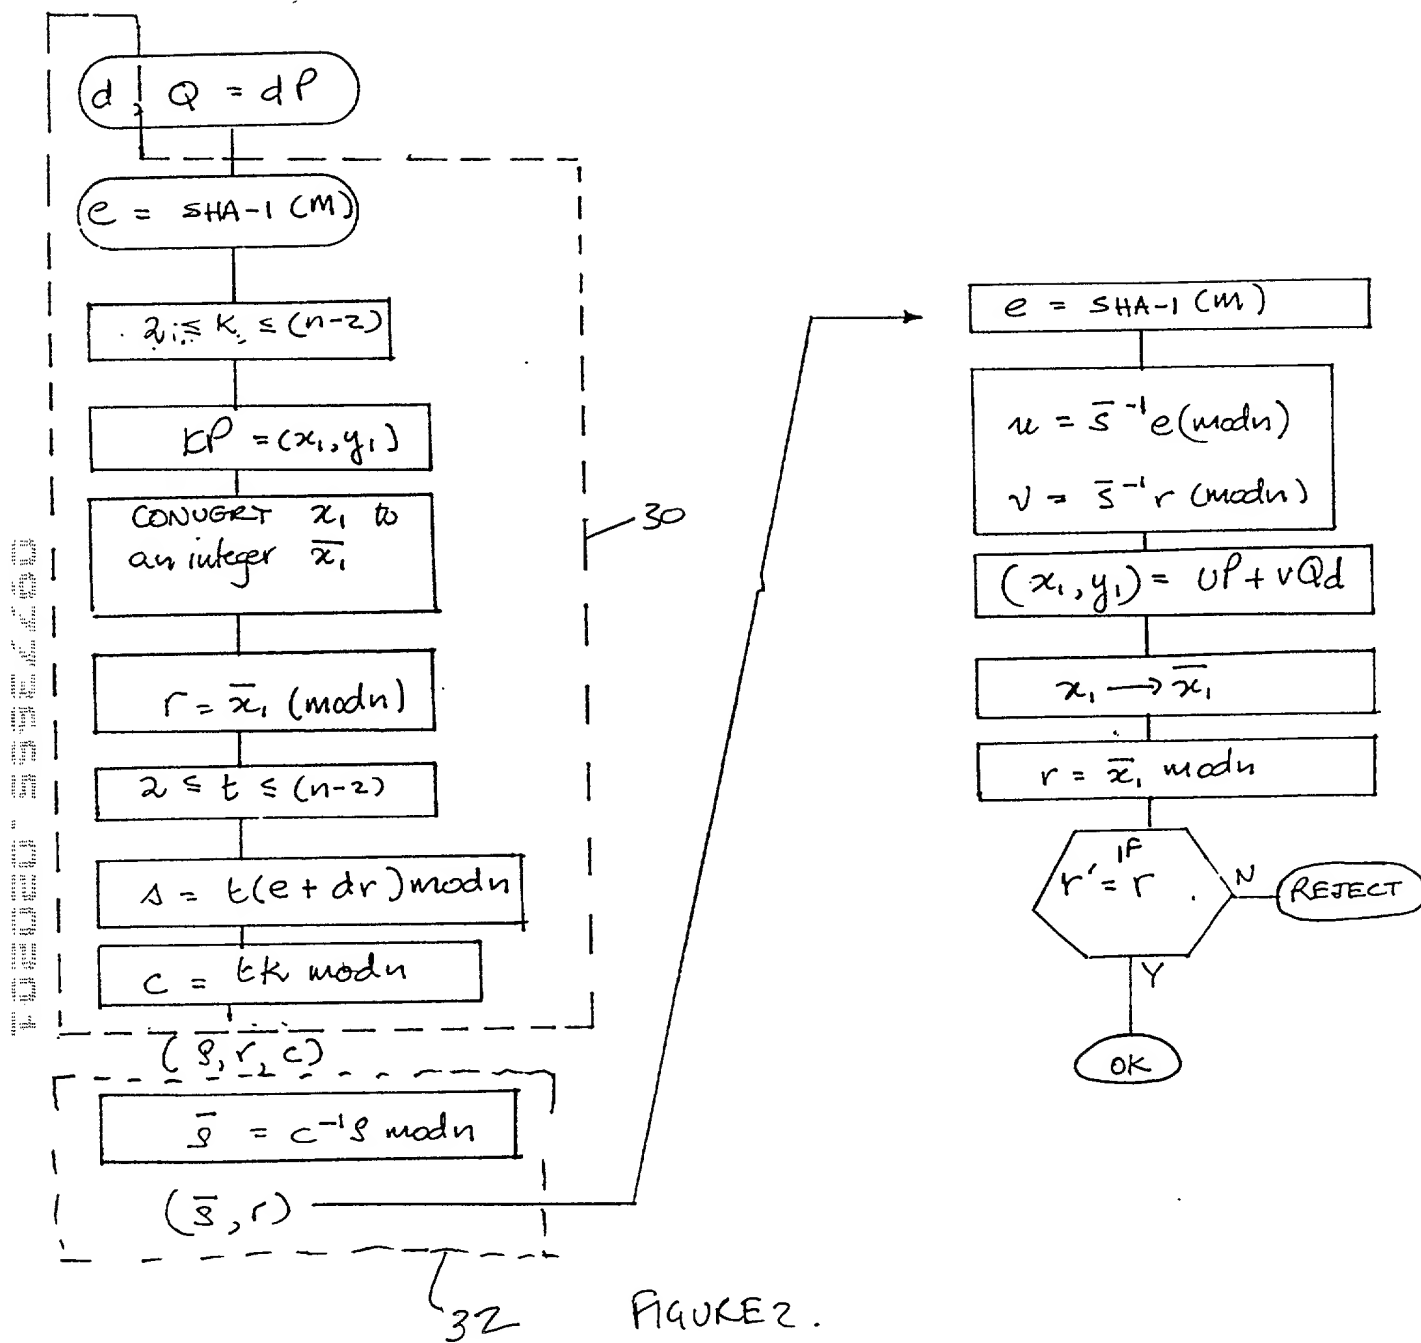 d, Q = dP
e = SHA-1 (M)
2 ≤ K ≤ (n-2)
KP = (x₁, y₁)
CONVERT x₁ to
an integer x̄₁
r = x̄₁ (mod n)
2 ≤ t ≤ (n-2)
s = t(e + dr) mod n
c = tk mod n
(s, r, c)
s̄ = c⁻¹s mod n
(s̄, r)
30
32
e = SHA-1 (m)
u = s̄⁻¹ e (mod n)
v = s̄⁻¹ r (mod n)
(x₁, y₁) = uP + vQd
x₁ → x̄₁
r = x̄₁ mod n
IF
r' = r
N
REJECT
Y
OK
FIGURE 2.